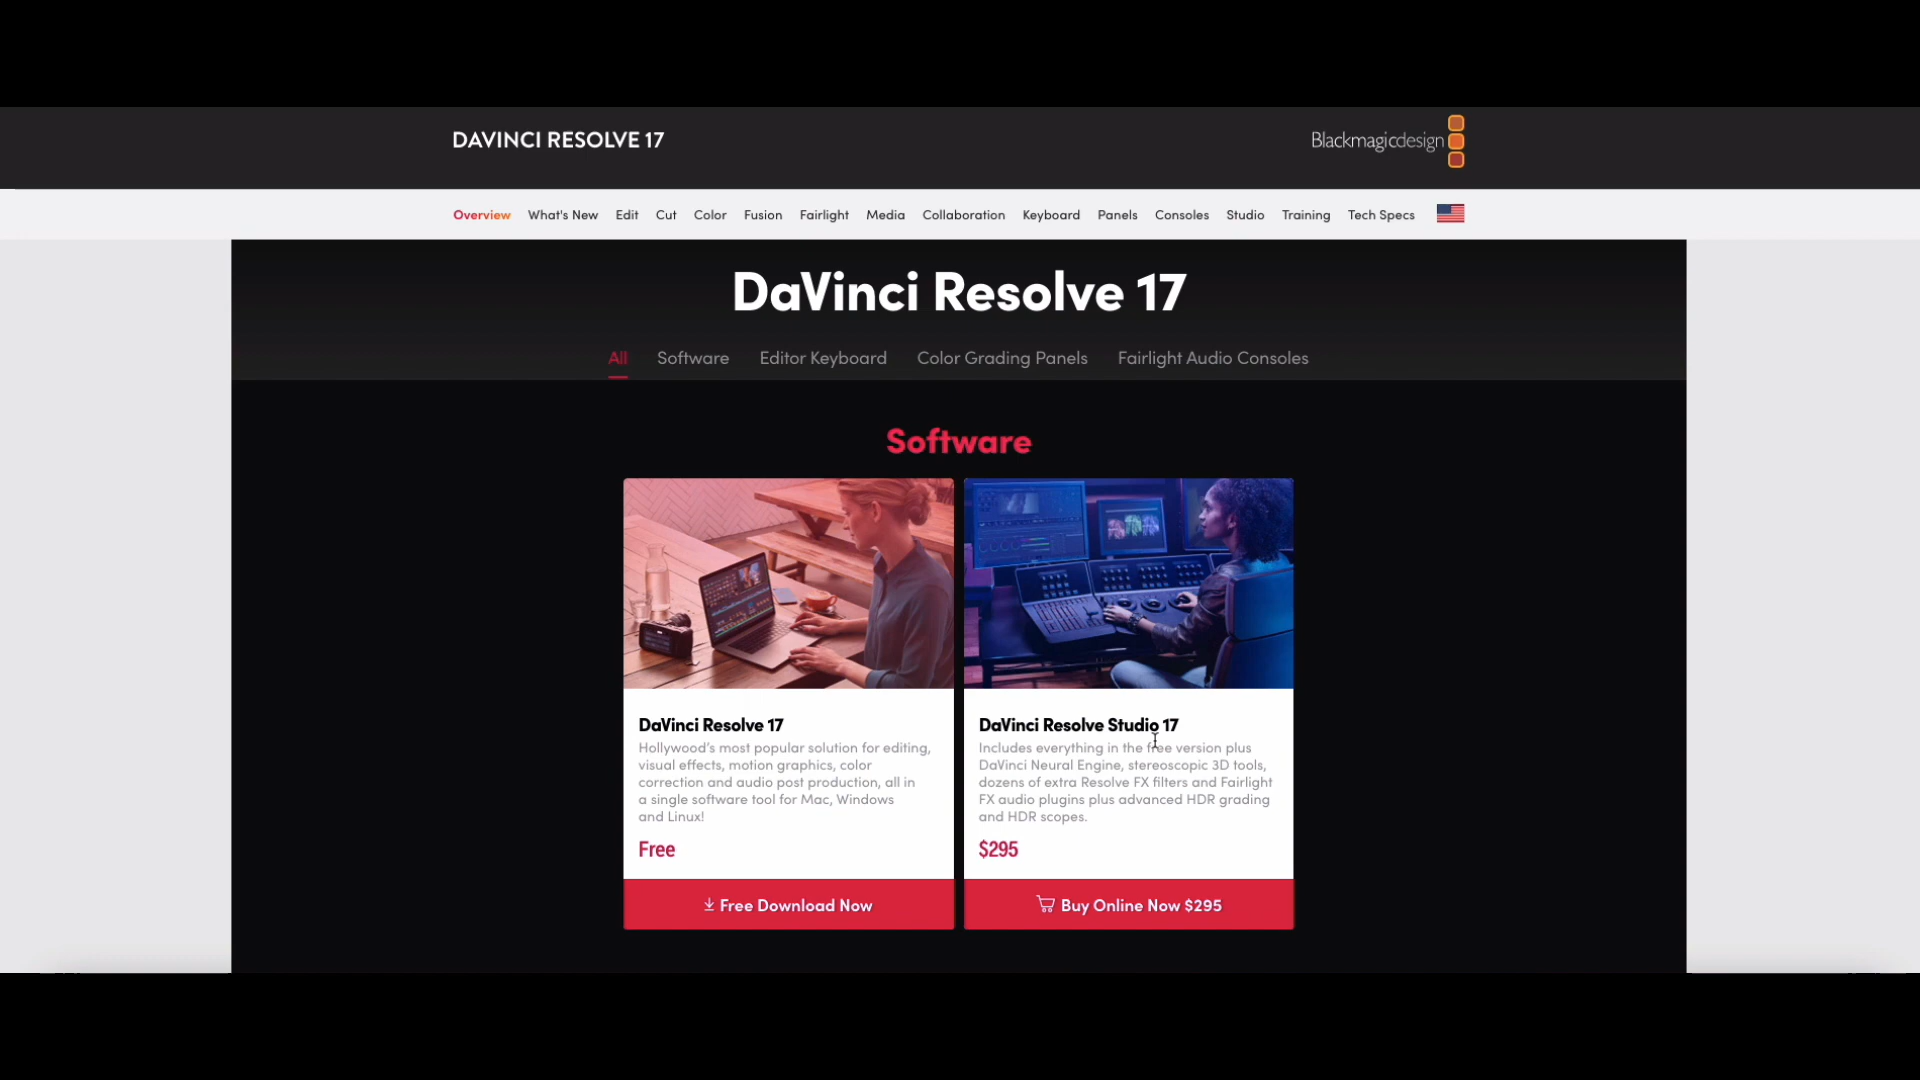 DAVINCI RESOLVE 17
Blackmagicdesign
Overview What's New Edit Cut Color Fusion Fairlight Media Collaboration Keyboard Panels Consoles Studio Training Tech Specs
DaVinci Resolve 17
All Software Editor Keyboard Color Grading Panels Fairlight Audio Consoles
Software
DaVinci Resolve 17
Hollywood's most popular solution for editing,
visual effects, motion graphics, color
correction and audio post production, all in
a single software tool for Mac, Windows
and Linux!
Free
Free Download Now
DaVinci Resolve Studio 17
Includes everything in the free version plus
DaVinci Neural Engine, stereoscopic 3D tools,
dozens of extra Resolve FX filters and Fairlight
FX audio plugins plus advanced HDR grading
and HDR scopes.
$295
Buy Online Now $295